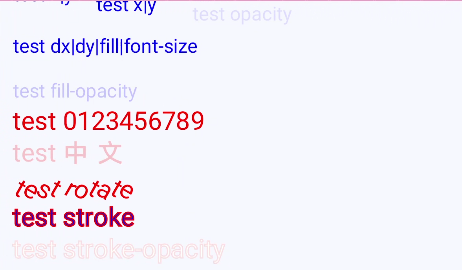 test x|y
test opacity
test dx|dy|fill|font-size
test fill-opacity
test 0123456789
test 中 文
test rotate
test stroke
test stroke-opacity